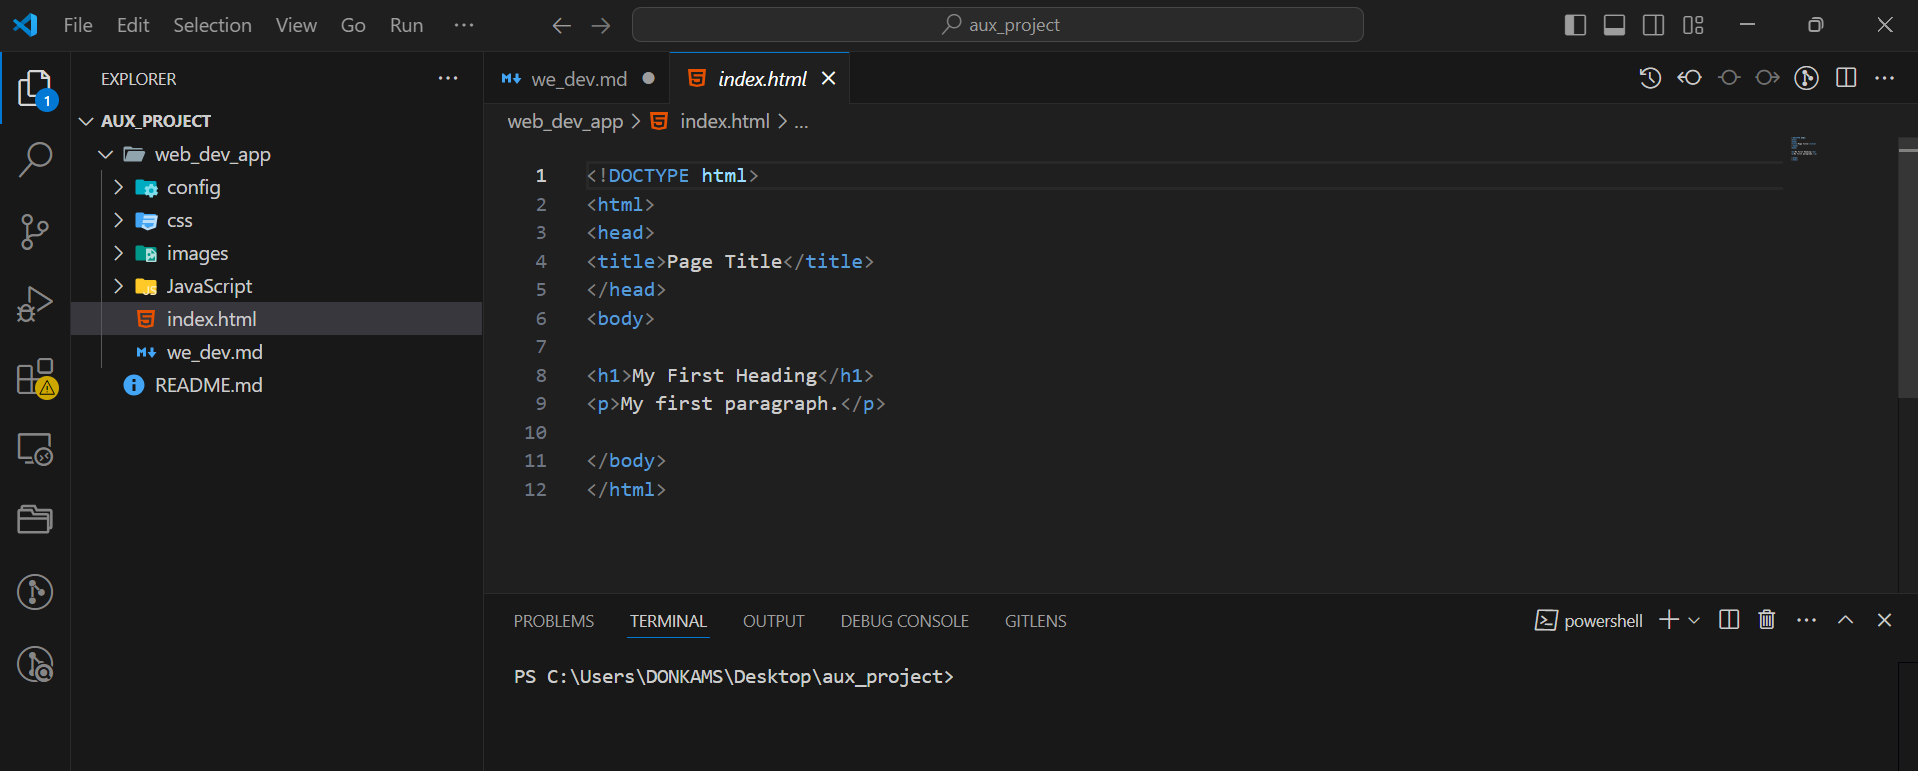 File Edit Selection View Go Run ...
aux_project
EXPLORER
1
AUX_PROJECT
web_dev_app
config
css
images
JavaScript
index.html
we_dev.md
README.md
we_dev.md
index.html
web_dev_app > index.html > ...
1 <!DOCTYPE html>
2 <html>
3 <head>
4 <title>Page Title</title>
5 </head>
6 <body>
7
8 <h1>My First Heading</h1>
9 <p>My first paragraph.</p>
10
11 </body>
12 </html>
PROBLEMS TERMINAL OUTPUT DEBUG CONSOLE GITLENS
powershell
PS C:\Users\DONKAMS\Desktop\aux_project>